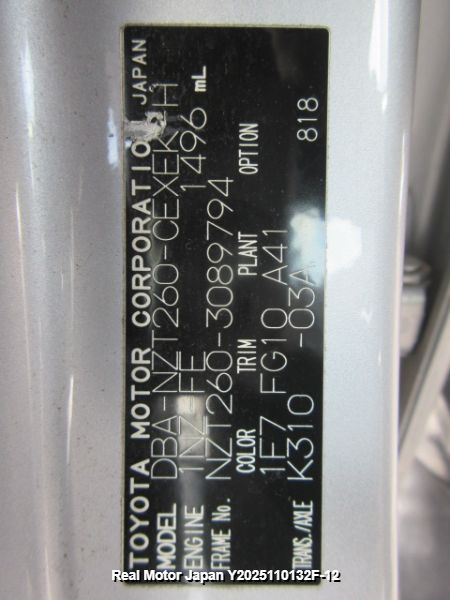 TOYOTA MOTOR CORPORATION JAPAN
MODEL DBA-NZT260-CEXEK H
ENGINE 1NZ-FE 1496 mL
FRAME No. NZT260-3089794
COLOR TRIM PLANT OPTION
1F7 FG10 A41
TRANS./AXLE K310 -03A 818
Real Motor Japan Y2025110132F-12